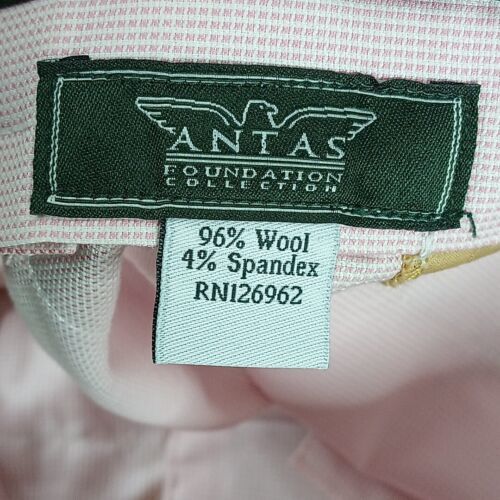 ANTAS
FOUNDATION
COLLECTION
96% Wool
4% Spandex
RN126962